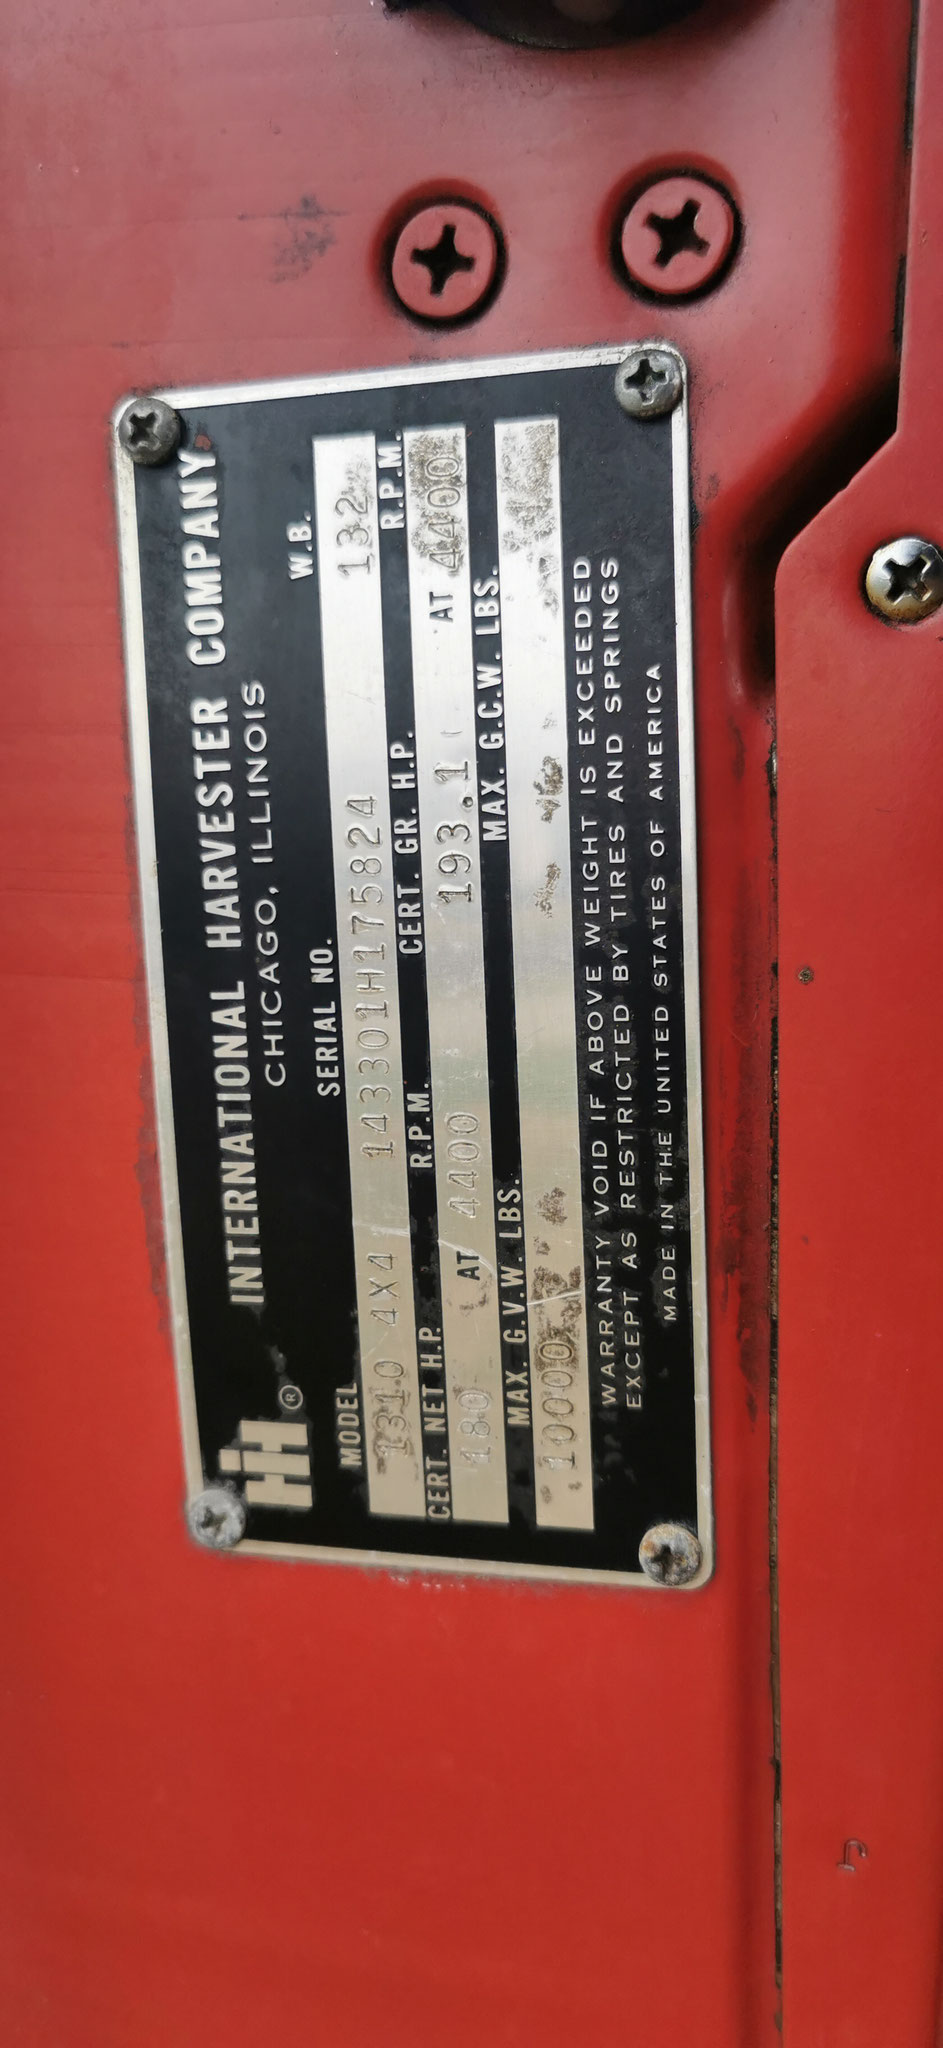 IH ®
INTERNATIONAL HARVESTER COMPANY
CHICAGO, ILLINOIS
MODEL SERIAL NO. W.B.
1310 4X4 143301H175824 132
CERT. NET H.P. R.P.M. CERT. GR. H.P. R.P.M.
180 AT 4400 193.1 AT 4400
MAX. G.V.W. LBS. MAX. G.C.W. LBS.
10000
WARRANTY VOID IF ABOVE WEIGHT IS EXCEEDED
EXCEPT AS RESTRICTED BY TIRES AND SPRINGS
MADE IN THE UNITED STATES OF AMERICA